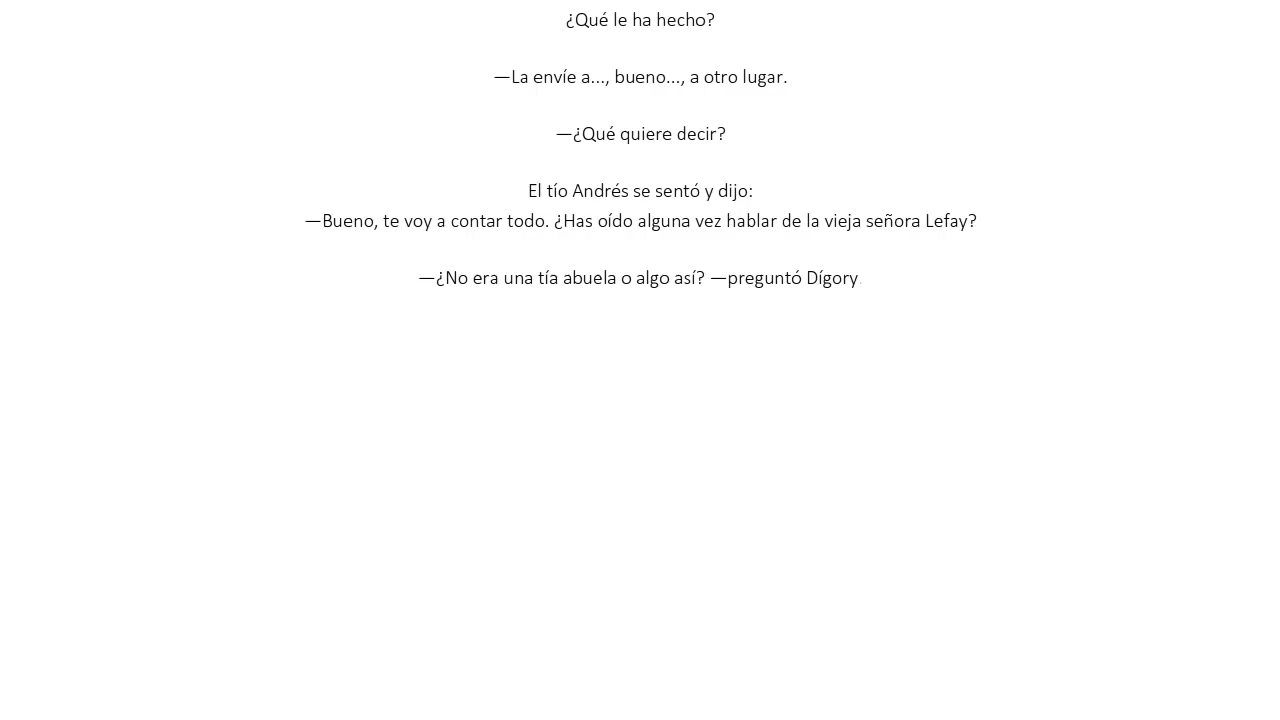 ¿Qué le ha hecho?
—La envíe a..., bueno..., a otro lugar.
—¿Qué quiere decir?
El tío Andrés se sentó y dijo:
—Bueno, te voy a contar todo. ¿Has oído alguna vez hablar de la vieja señora Lefay?
—¿No era una tía abuela o algo así? —preguntó Dígory.